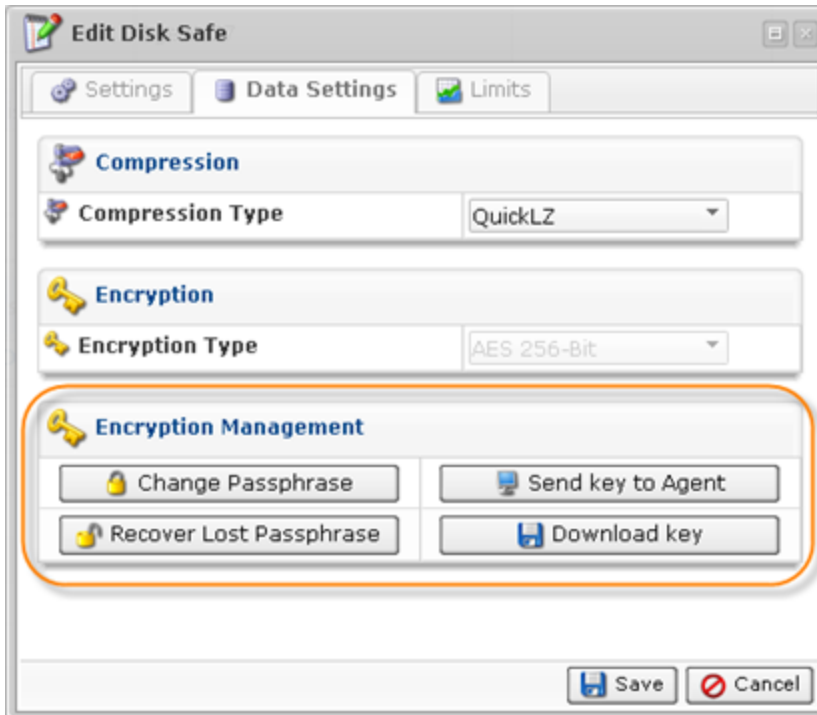 Edit Disk Safe
Settings Data Settings Limits
Compression
Compression Type QuickLZ
Encryption
Encryption Type AES 256-Bit
Encryption Management
Change Passphrase Send key to Agent
Recover Lost Passphrase Download key
Save Cancel